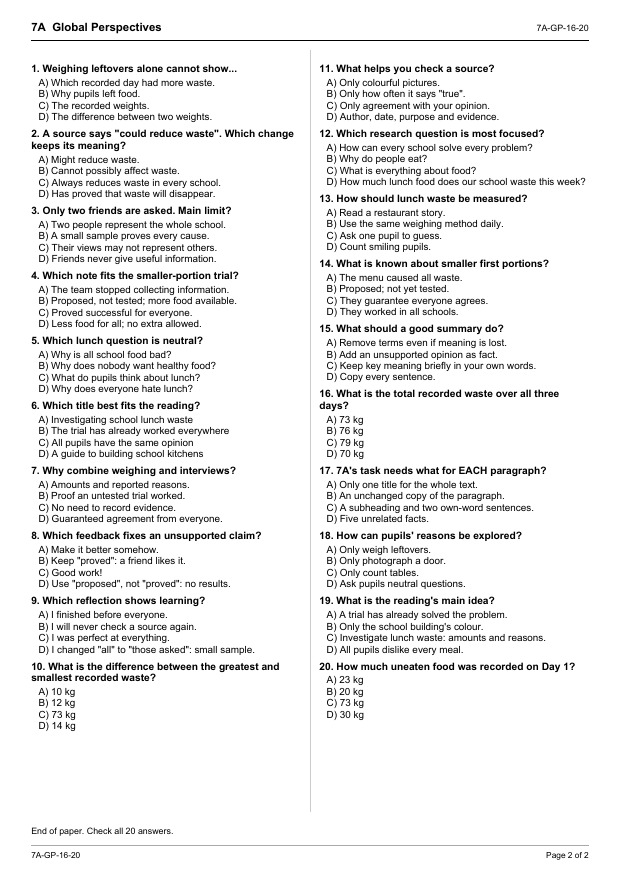 7A Global Perspectives
7A-GP-16-20
1. Weighing leftovers alone cannot show...
A) Which recorded day had more waste.
B) Why pupils left food.
C) The recorded weights.
D) The difference between two weights.
2. A source says "could reduce waste". Which change
keeps its meaning?
A) Might reduce waste.
B) Cannot possibly affect waste.
C) Always reduces waste in every school.
D) Has proved that waste will disappear.
3. Only two friends are asked. Main limit?
A) Two people represent the whole school.
B) A small sample proves every cause.
C) Their views may not represent others.
D) Friends never give useful information.
4. Which note fits the smaller-portion trial?
A) The team stopped collecting information.
B) Proposed, not tested; more food available.
C) Proved successful for everyone.
D) Less food for all; no extra allowed.
5. Which lunch question is neutral?
A) Why is all school food bad?
B) Why does nobody want healthy food?
C) What do pupils think about lunch?
D) Why does everyone hate lunch?
6. Which title best fits the reading?
A) Investigating school lunch waste
B) The trial has already worked everywhere
C) All pupils have the same opinion
D) A guide to building school kitchens
7. Why combine weighing and interviews?
A) Amounts and reported reasons.
B) Proof an untested trial worked.
C) No need to record evidence.
D) Guaranteed agreement from everyone.
8. Which feedback fixes an unsupported claim?
A) Make it better somehow.
B) Keep "proved": a friend likes it.
C) Good work!
D) Use "proposed", not "proved": no results.
9. Which reflection shows learning?
A) I finished before everyone.
B) I will never check a source again.
C) I was perfect at everything.
D) I changed "all" to "those asked": small sample.
10. What is the difference between the greatest and
smallest recorded waste?
A) 10 kg
B) 12 kg
C) 73 kg
D) 14 kg
11. What helps you check a source?
A) Only colourful pictures.
B) Only how often it says "true".
C) Only agreement with your opinion.
D) Author, date, purpose and evidence.
12. Which research question is most focused?
A) How can every school solve every problem?
B) Why do people eat?
C) What is everything about food?
D) How much lunch food does our school waste this week?
13. How should lunch waste be measured?
A) Read a restaurant story.
B) Use the same weighing method daily.
C) Ask one pupil to guess.
D) Count smiling pupils.
14. What is known about smaller first portions?
A) The menu caused all waste.
B) Proposed; not yet tested.
C) They guarantee everyone agrees.
D) They worked in all schools.
15. What should a good summary do?
A) Remove terms even if meaning is lost.
B) Add an unsupported opinion as fact.
C) Keep key meaning briefly in your own words.
D) Copy every sentence.
16. What is the total recorded waste over all three
days?
A) 73 kg
B) 76 kg
C) 79 kg
D) 70 kg
17. 7A's task needs what for EACH paragraph?
A) Only one title for the whole text.
B) An unchanged copy of the paragraph.
C) A subheading and two own-word sentences.
D) Five unrelated facts.
18. How can pupils' reasons be explored?
A) Only weigh leftovers.
B) Only photograph a door.
C) Only count tables.
D) Ask pupils neutral questions.
19. What is the reading's main idea?
A) A trial has already solved the problem.
B) Only the school building's colour.
C) Investigate lunch waste: amounts and reasons.
D) All pupils dislike every meal.
20. How much uneaten food was recorded on Day 1?
A) 23 kg
B) 20 kg
C) 73 kg
D) 30 kg
End of paper. Check all 20 answers.
7A-GP-16-20
Page 2 of 2